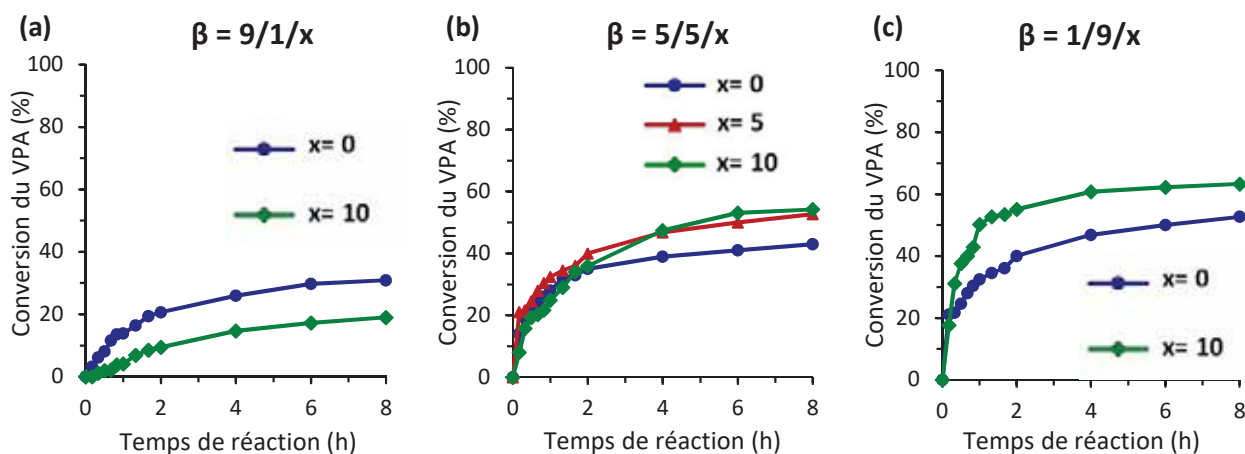 (a)
β = 9/1/x
Conversion du VPA (%)
100
80
60
40
20
0
x= 0
x= 10
0 2 4 6 8
Temps de réaction (h)
(b)
β = 5/5/x
Conversion du VPA (%)
100
80
60
40
20
0
x= 0
x= 5
x= 10
0 2 4 6 8
Temps de réaction (h)
(c)
β = 1/9/x
Conversion du VPA (%)
100
80
60
40
20
0
x= 0
x= 10
0 2 4 6 8
Temps de réaction (h)